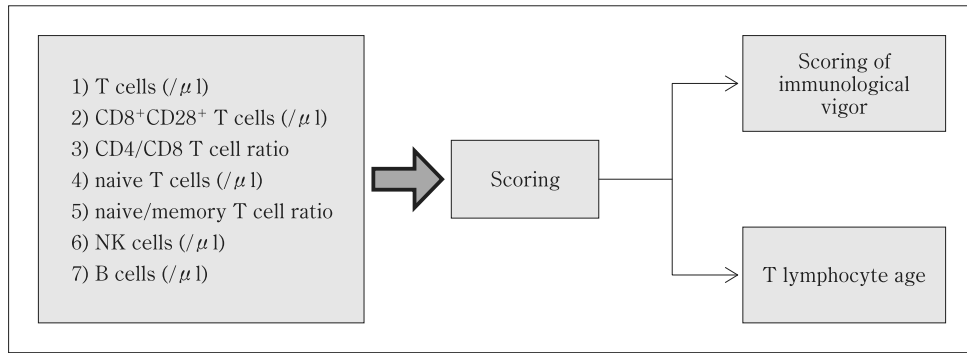 1) T cells (/μl)
2) CD8⁺CD28⁺ T cells (/μl)
3) CD4/CD8 T cell ratio
4) naive T cells (/μl)
5) naive/memory T cell ratio
6) NK cells (/μl)
7) B cells (/μl)
Scoring
Scoring of
immunological
vigor
T lymphocyte age